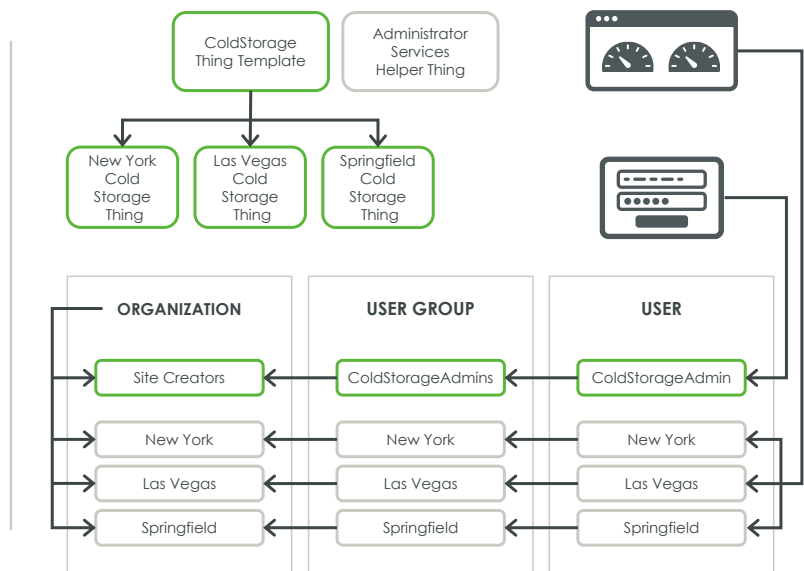 ColdStorage
Thing Template
Administrator
Services
Helper Thing
New York
Cold
Storage
Thing
Las Vegas
Cold
Storage
Thing
Springfield
Cold
Storage
Thing
ORGANIZATION
USER GROUP
USER
Site Creators
ColdStorageAdmins
ColdStorageAdmin
New York
New York
New York
Las Vegas
Las Vegas
Las Vegas
Springfield
Springfield
Springfield